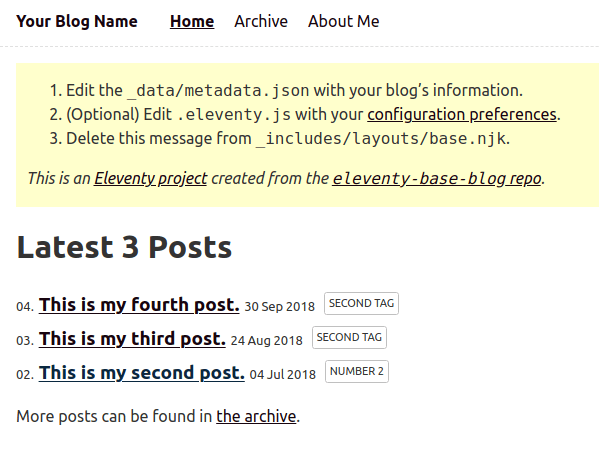 Your Blog Name Home Archive About Me
1. Edit the _data/metadata.json with your blog’s information.
2. (Optional) Edit .eleventy.js with your configuration preferences.
3. Delete this message from _includes/layouts/base.njk.
This is an Eleventy project created from the eleventy-base-blog repo.
Latest 3 Posts
04. This is my fourth post. 30 Sep 2018 SECOND TAG
03. This is my third post. 24 Aug 2018 SECOND TAG
02. This is my second post. 04 Jul 2018 NUMBER 2
More posts can be found in the archive.